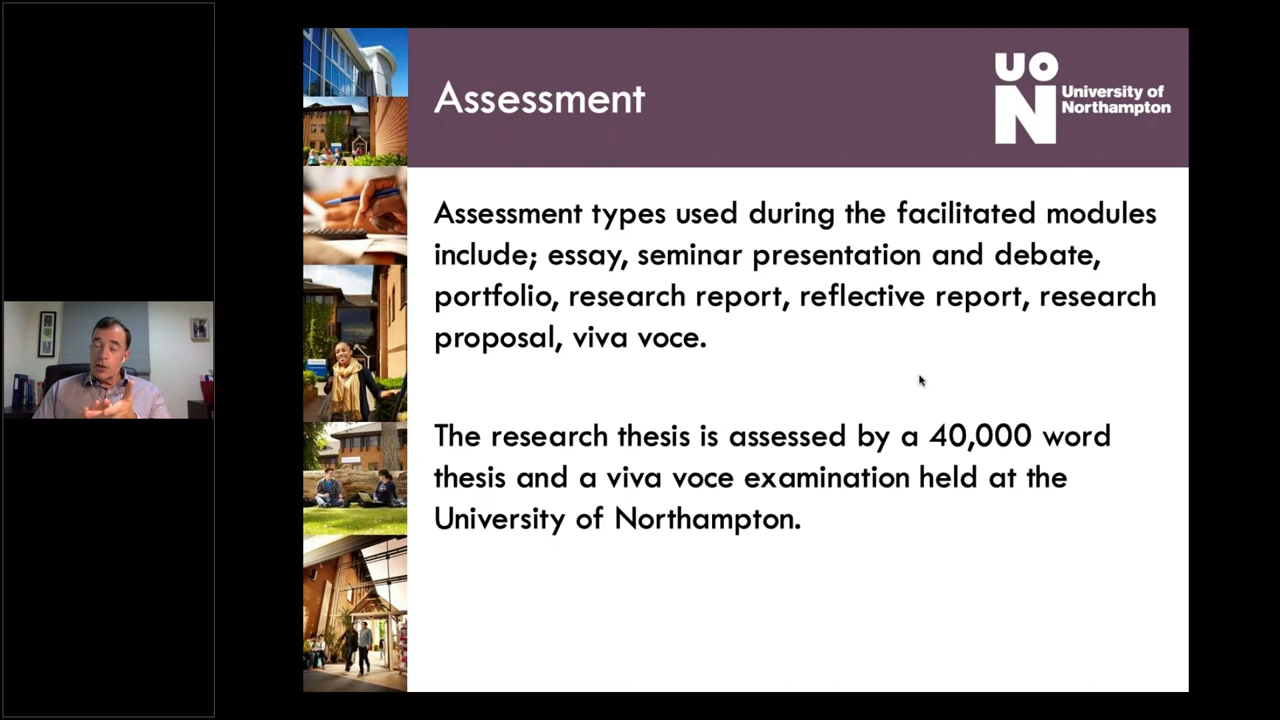 Assessment
UON
University of
Northampton
Assessment types used during the facilitated modules
include; essay, seminar presentation and debate,
portfolio, research report, reflective report, research
proposal, viva voce.
The research thesis is assessed by a 40,000 word
thesis and a viva voce examination held at the
University of Northampton.